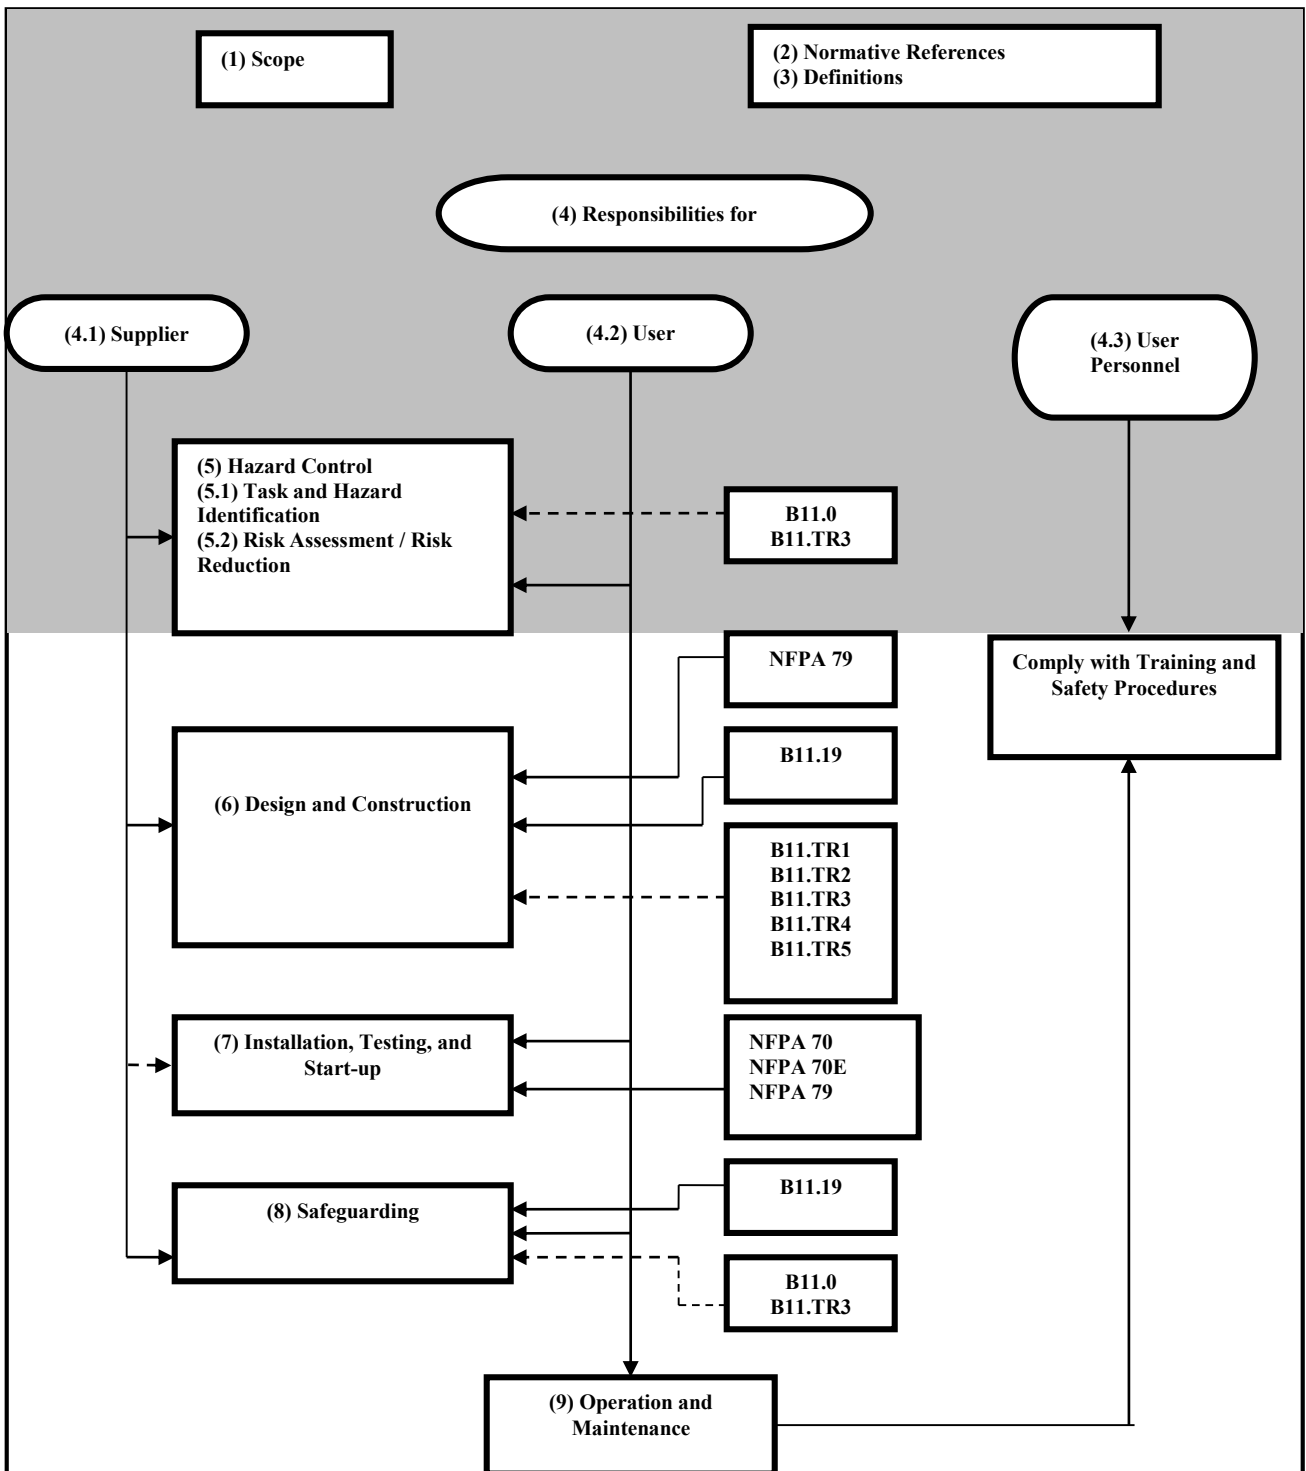 (1) Scope
(2) Normative References
(3) Definitions
(4) Responsibilities for
(4.1) Supplier
(4.2) User
(4.3) User
Personnel
(5) Hazard Control
(5.1) Task and Hazard
Identification
(5.2) Risk Assessment / Risk
Reduction
B11.0
B11.TR3
NFPA 79
Comply with Training and
Safety Procedures
B11.19
(6) Design and Construction
B11.TR1
B11.TR2
B11.TR3
B11.TR4
B11.TR5
(7) Installation, Testing, and
Start-up
NFPA 70
NFPA 70E
NFPA 79
B11.19
(8) Safeguarding
B11.0
B11.TR3
(9) Operation and
Maintenance